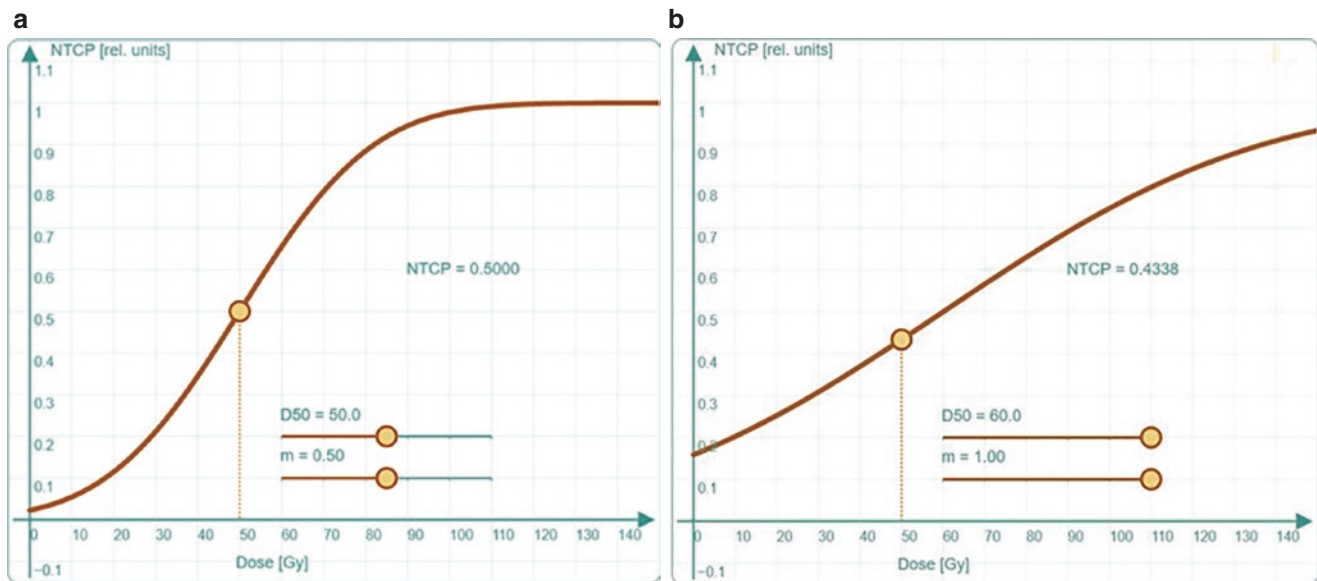 a
NTCP [rel. units]
1.1
1
0.9
0.8
0.7
0.6
0.5
0.4
0.3
0.2
0.1
−0.1
NTCP = 0.5000
D50 = 50.0
m = 0.50
0 10 20 30 40 50 60 70 80 90 100 110 120 130 140
Dose [Gy]
b
NTCP [rel. units]
1.1
1
0.9
0.8
0.7
0.6
0.5
0.4
0.3
0.2
0.1
−0.1
NTCP = 0.4338
D50 = 60.0
m = 1.00
0 10 20 30 40 50 60 70 80 90 100 110 120 130 140
Dose [Gy]